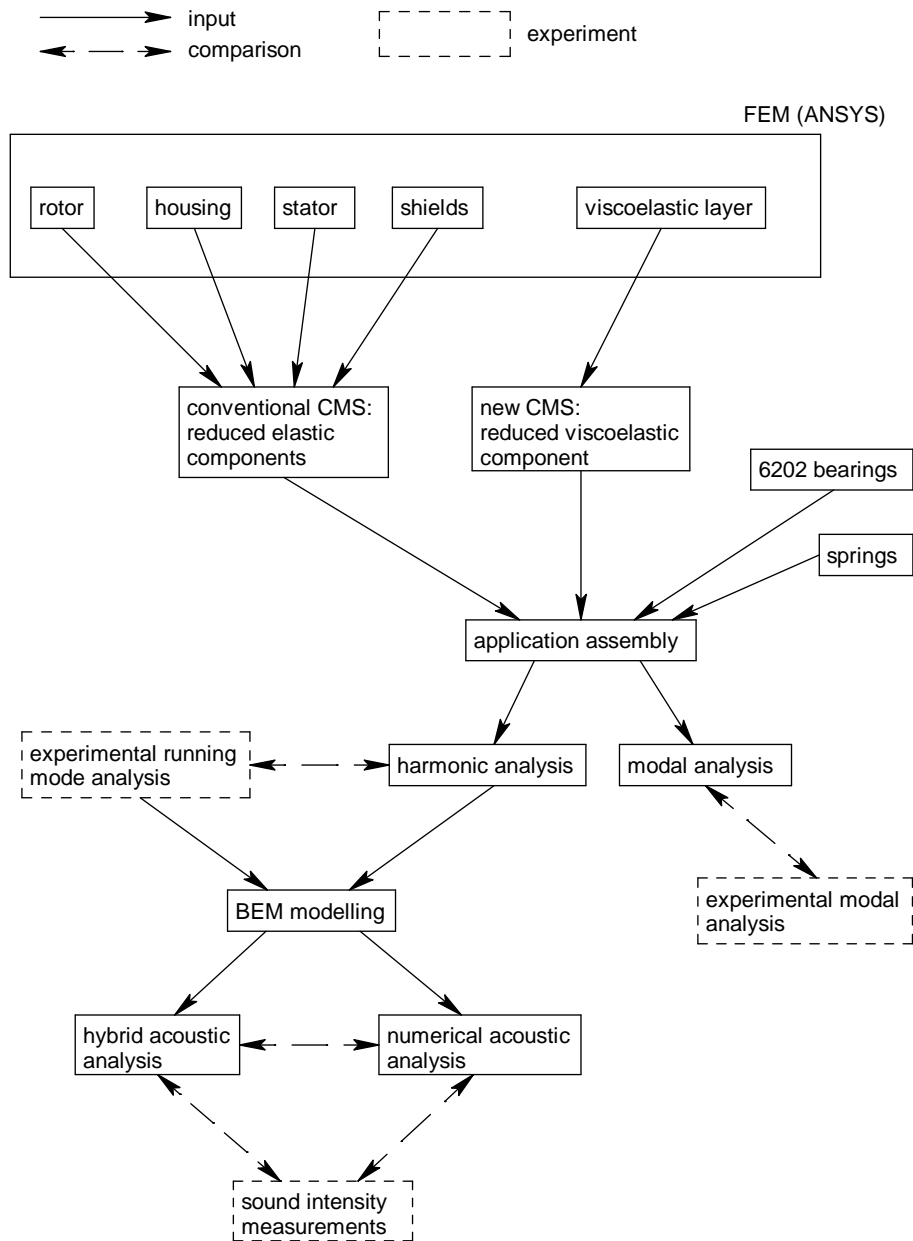 input
comparison
experiment
FEM (ANSYS)
rotor
housing
stator
shields
viscoelastic layer
conventional CMS:
reduced elastic
components
new CMS:
reduced viscoelastic
component
6202 bearings
springs
application assembly
experimental running
mode analysis
harmonic analysis
modal analysis
experimental modal
analysis
BEM modelling
hybrid acoustic
analysis
numerical acoustic
analysis
sound intensity
measurements